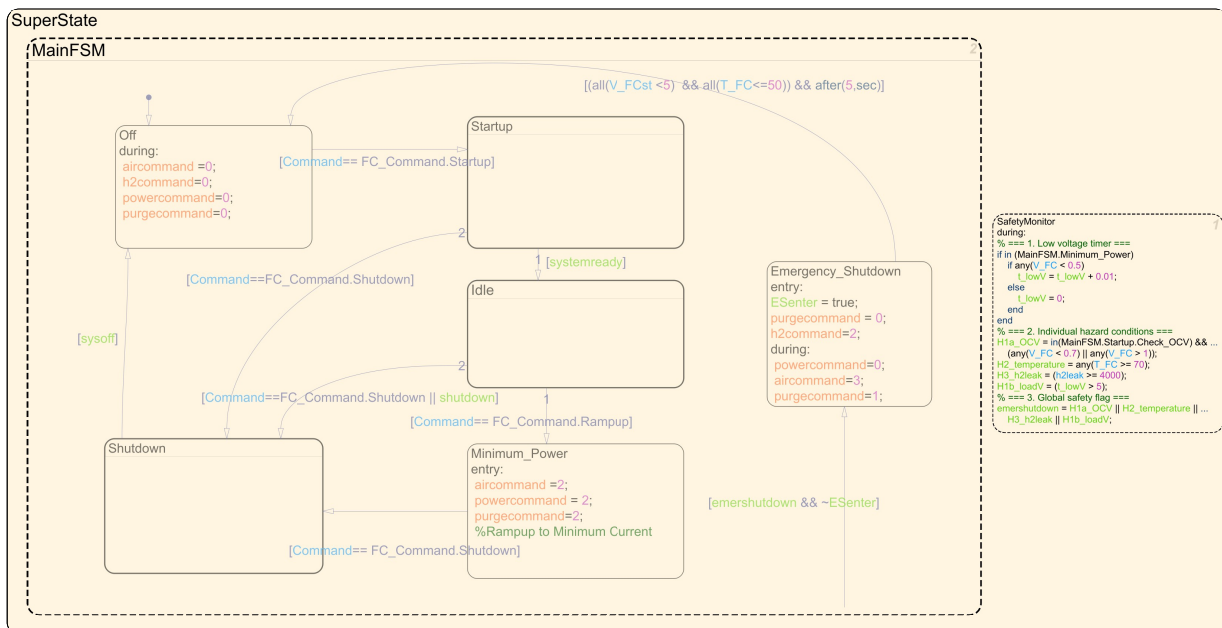 SuperState
MainFSM
2
[(all(V_FCst <5) && all(T_FC<=50)) && after(5,sec)]
Off
during:
aircommand =0;
h2command=0;
powercommand=0;
purgecommand=0;
[Command== FC_Command.Startup]
Startup
2
1
[systemready]
[Command==FC_Command.Shutdown]
Idle
2
1
[sysoff]
[Command==FC_Command.Shutdown || shutdown]
[Command== FC_Command.Rampup]
Shutdown
Minimum_Power
entry:
aircommand =2;
powercommand = 2;
purgecommand=2;
%Rampup to Minimum Current
[Command== FC_Command.Shutdown]
Emergency_Shutdown
entry:
ESenter = true;
purgecommand = 0;
h2command=2;
during:
powercommand=0;
aircommand=3;
purgecommand=1;
[emershutdown && ~ESenter]
SafetyMonitor
1
during:
% === 1. Low voltage timer ===
if in (MainFSM.Minimum_Power)
if any(V_FC < 0.5)
t_lowV = t_lowV + 0.01;
else
t_lowV = 0;
end
end
% === 2. Individual hazard conditions ===
H1a_OCV = in(MainFSM.Startup.Check_OCV) && ...
(any(V_FC < 0.7) || any(V_FC > 1));
H2_temperature = any(T_FC >= 70);
H3_h2leak = (h2leak >= 4000);
H1b_loadV = (t_lowV > 5);
% === 3. Global safety flag ===
emershutdown = H1a_OCV || H2_temperature || ...
H3_h2leak || H1b_loadV;